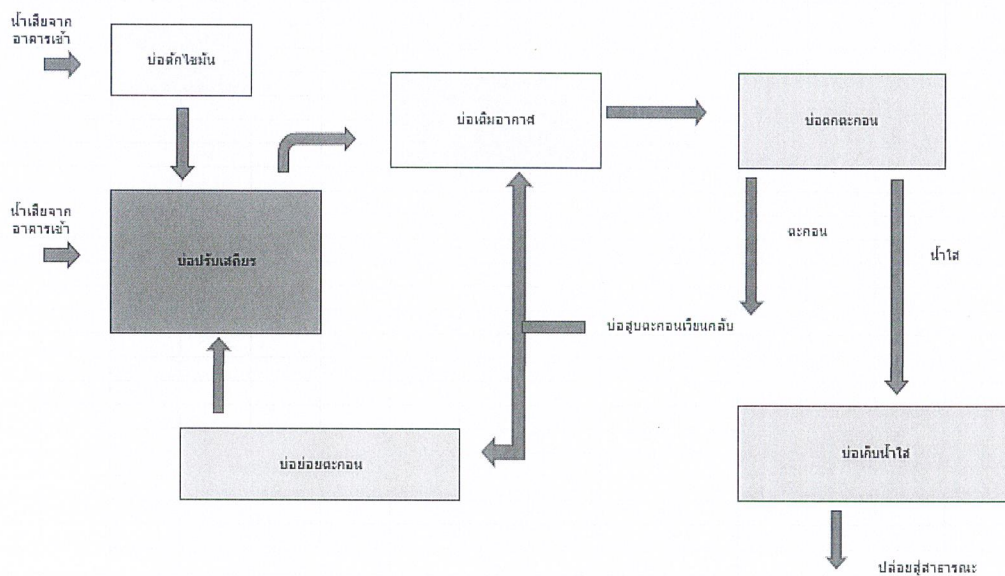 น้ำเสียจาก
อาคารเข้า
บ่อดักไขมัน
บ่อเติมอากาศ
บ่อตกตะกอน
น้ำเสียจาก
อาคารเข้า
บ่อปรับเสถียร
ตะกอน
น้ำใส
บ่อสูบตะกอนเวียนกลับ
บ่อย่อยตะกอน
บ่อเก็บน้ำใส
ปล่อยสู่สาธารณะ